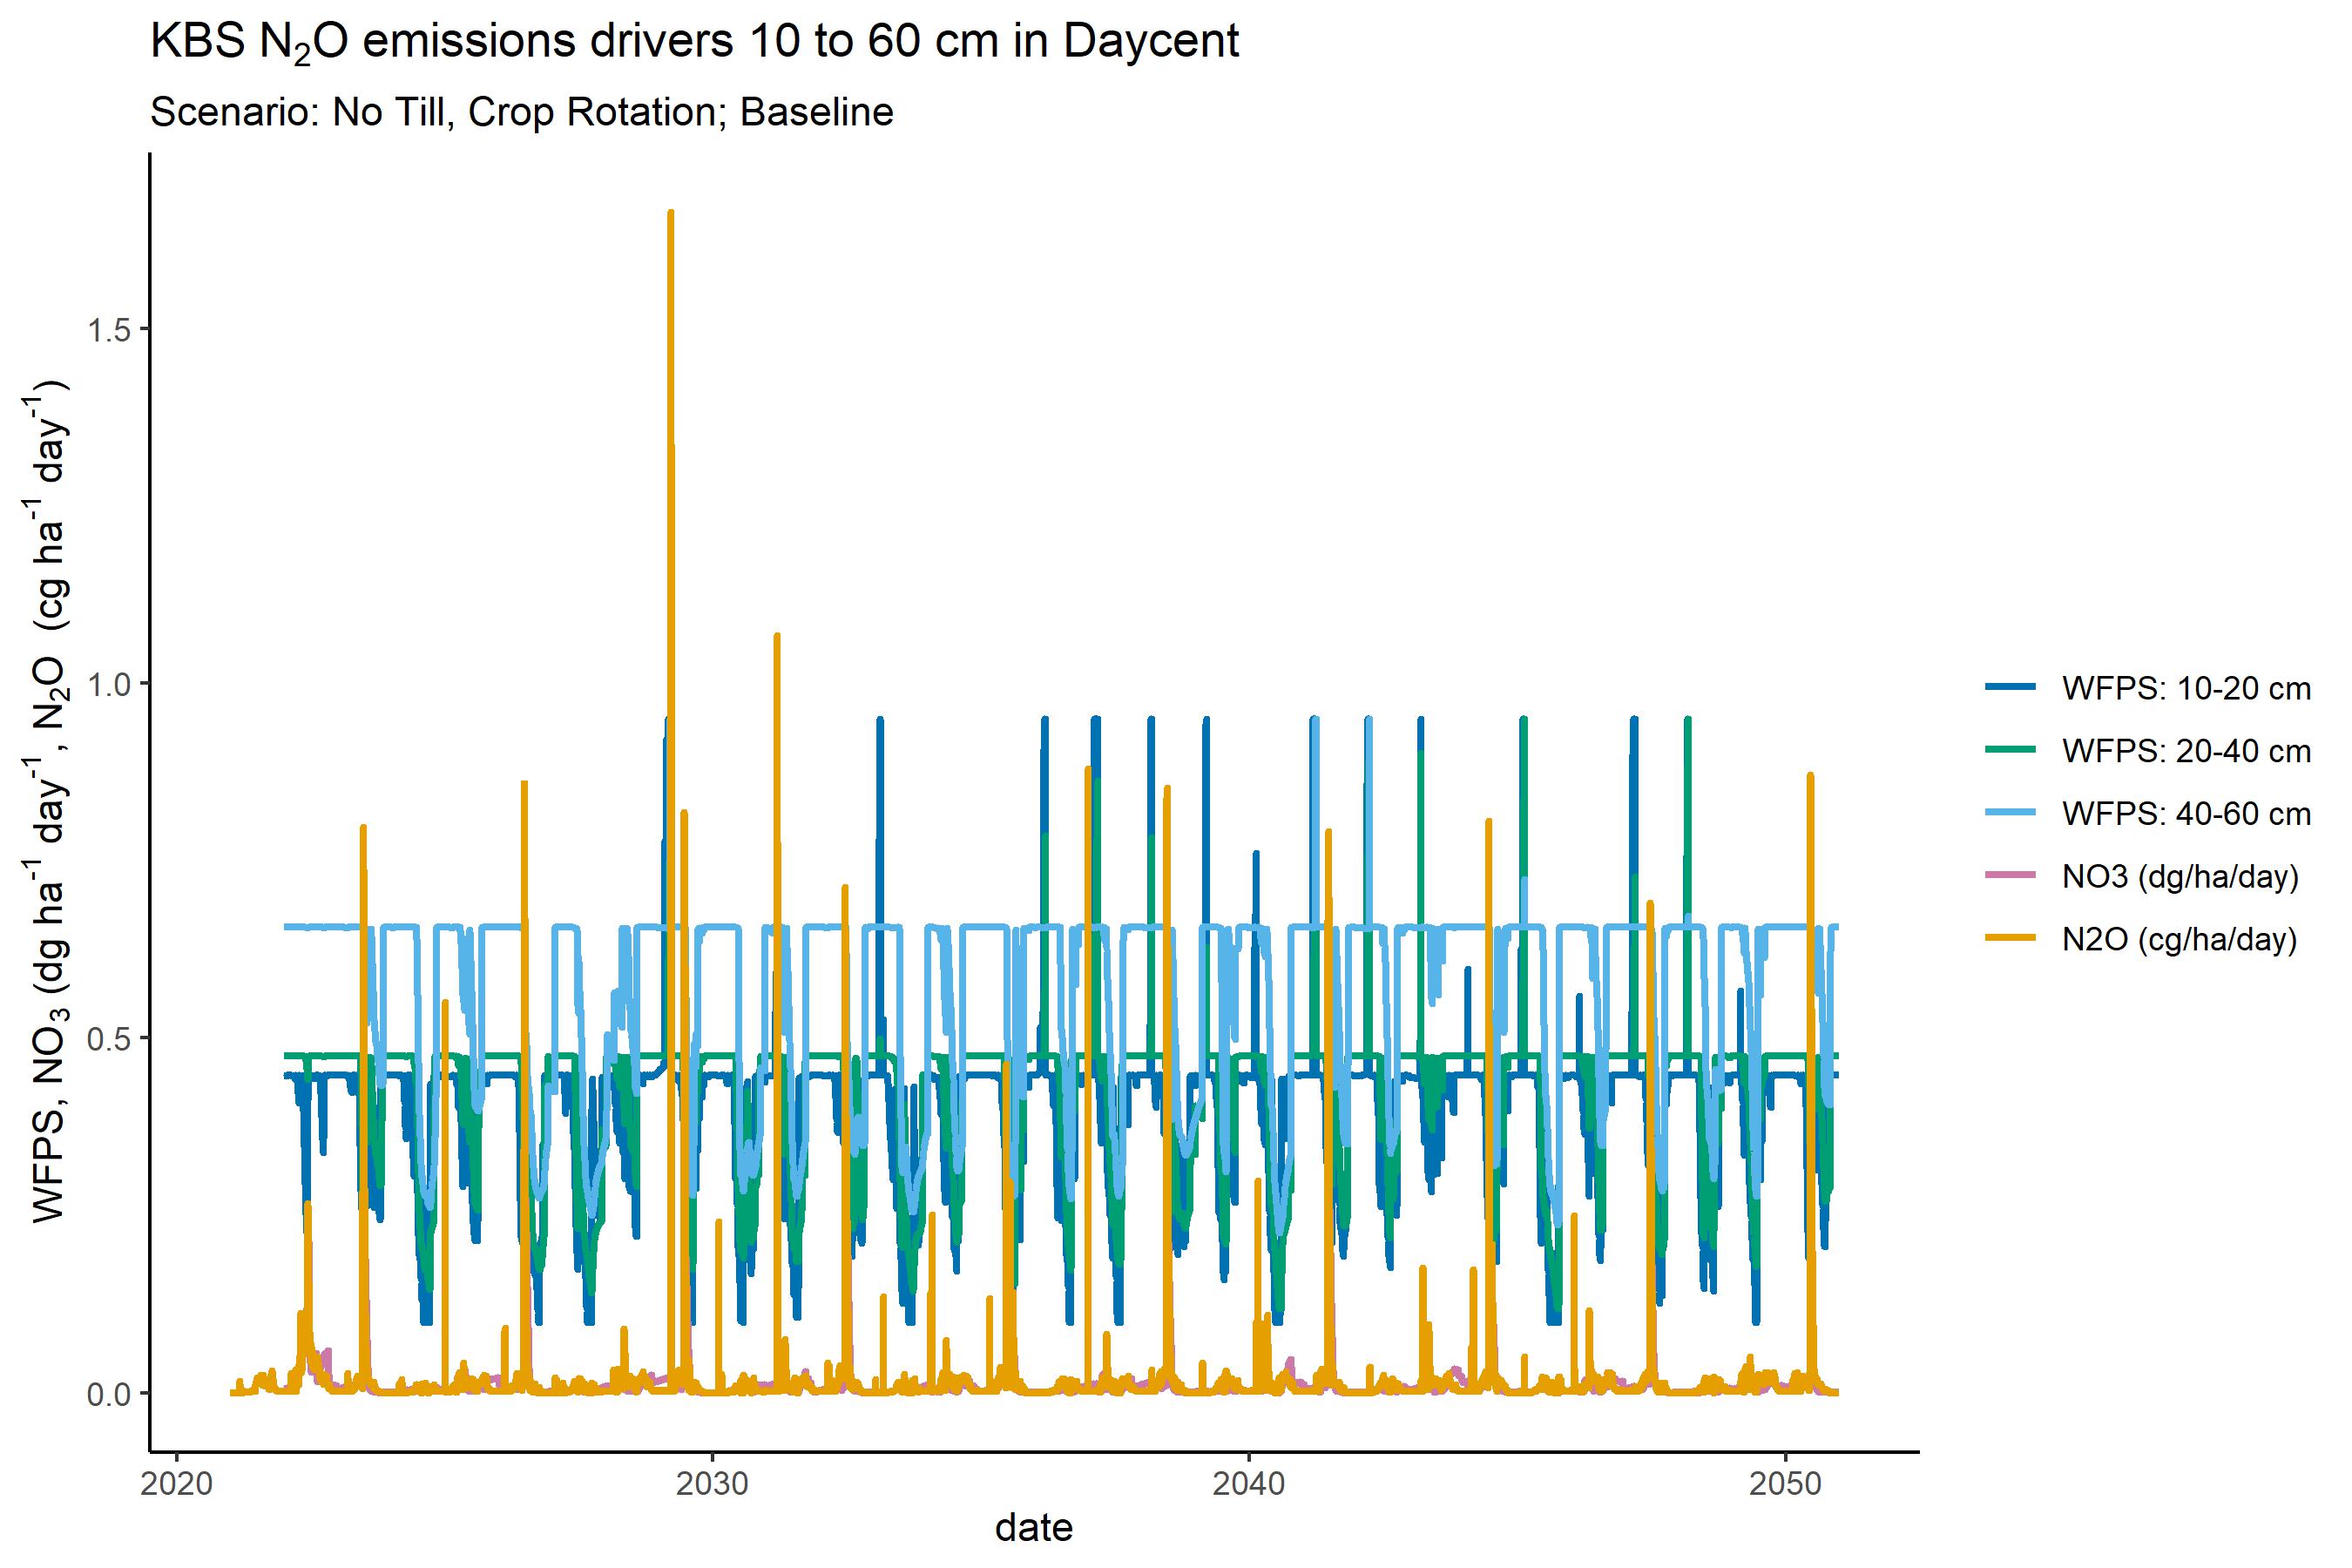 KBS N₂O emissions drivers 10 to 60 cm in Daycent
Scenario: No Till, Crop Rotation; Baseline
WFPS, NO₃ (dg ha⁻¹ day⁻¹, N₂O (cg ha⁻¹ day⁻¹)
1.5
1.0
0.5
0.0
2020 2030 2040 2050
date
WFPS: 10-20 cm
WFPS: 20-40 cm
WFPS: 40-60 cm
NO3 (dg/ha/day)
N2O (cg/ha/day)